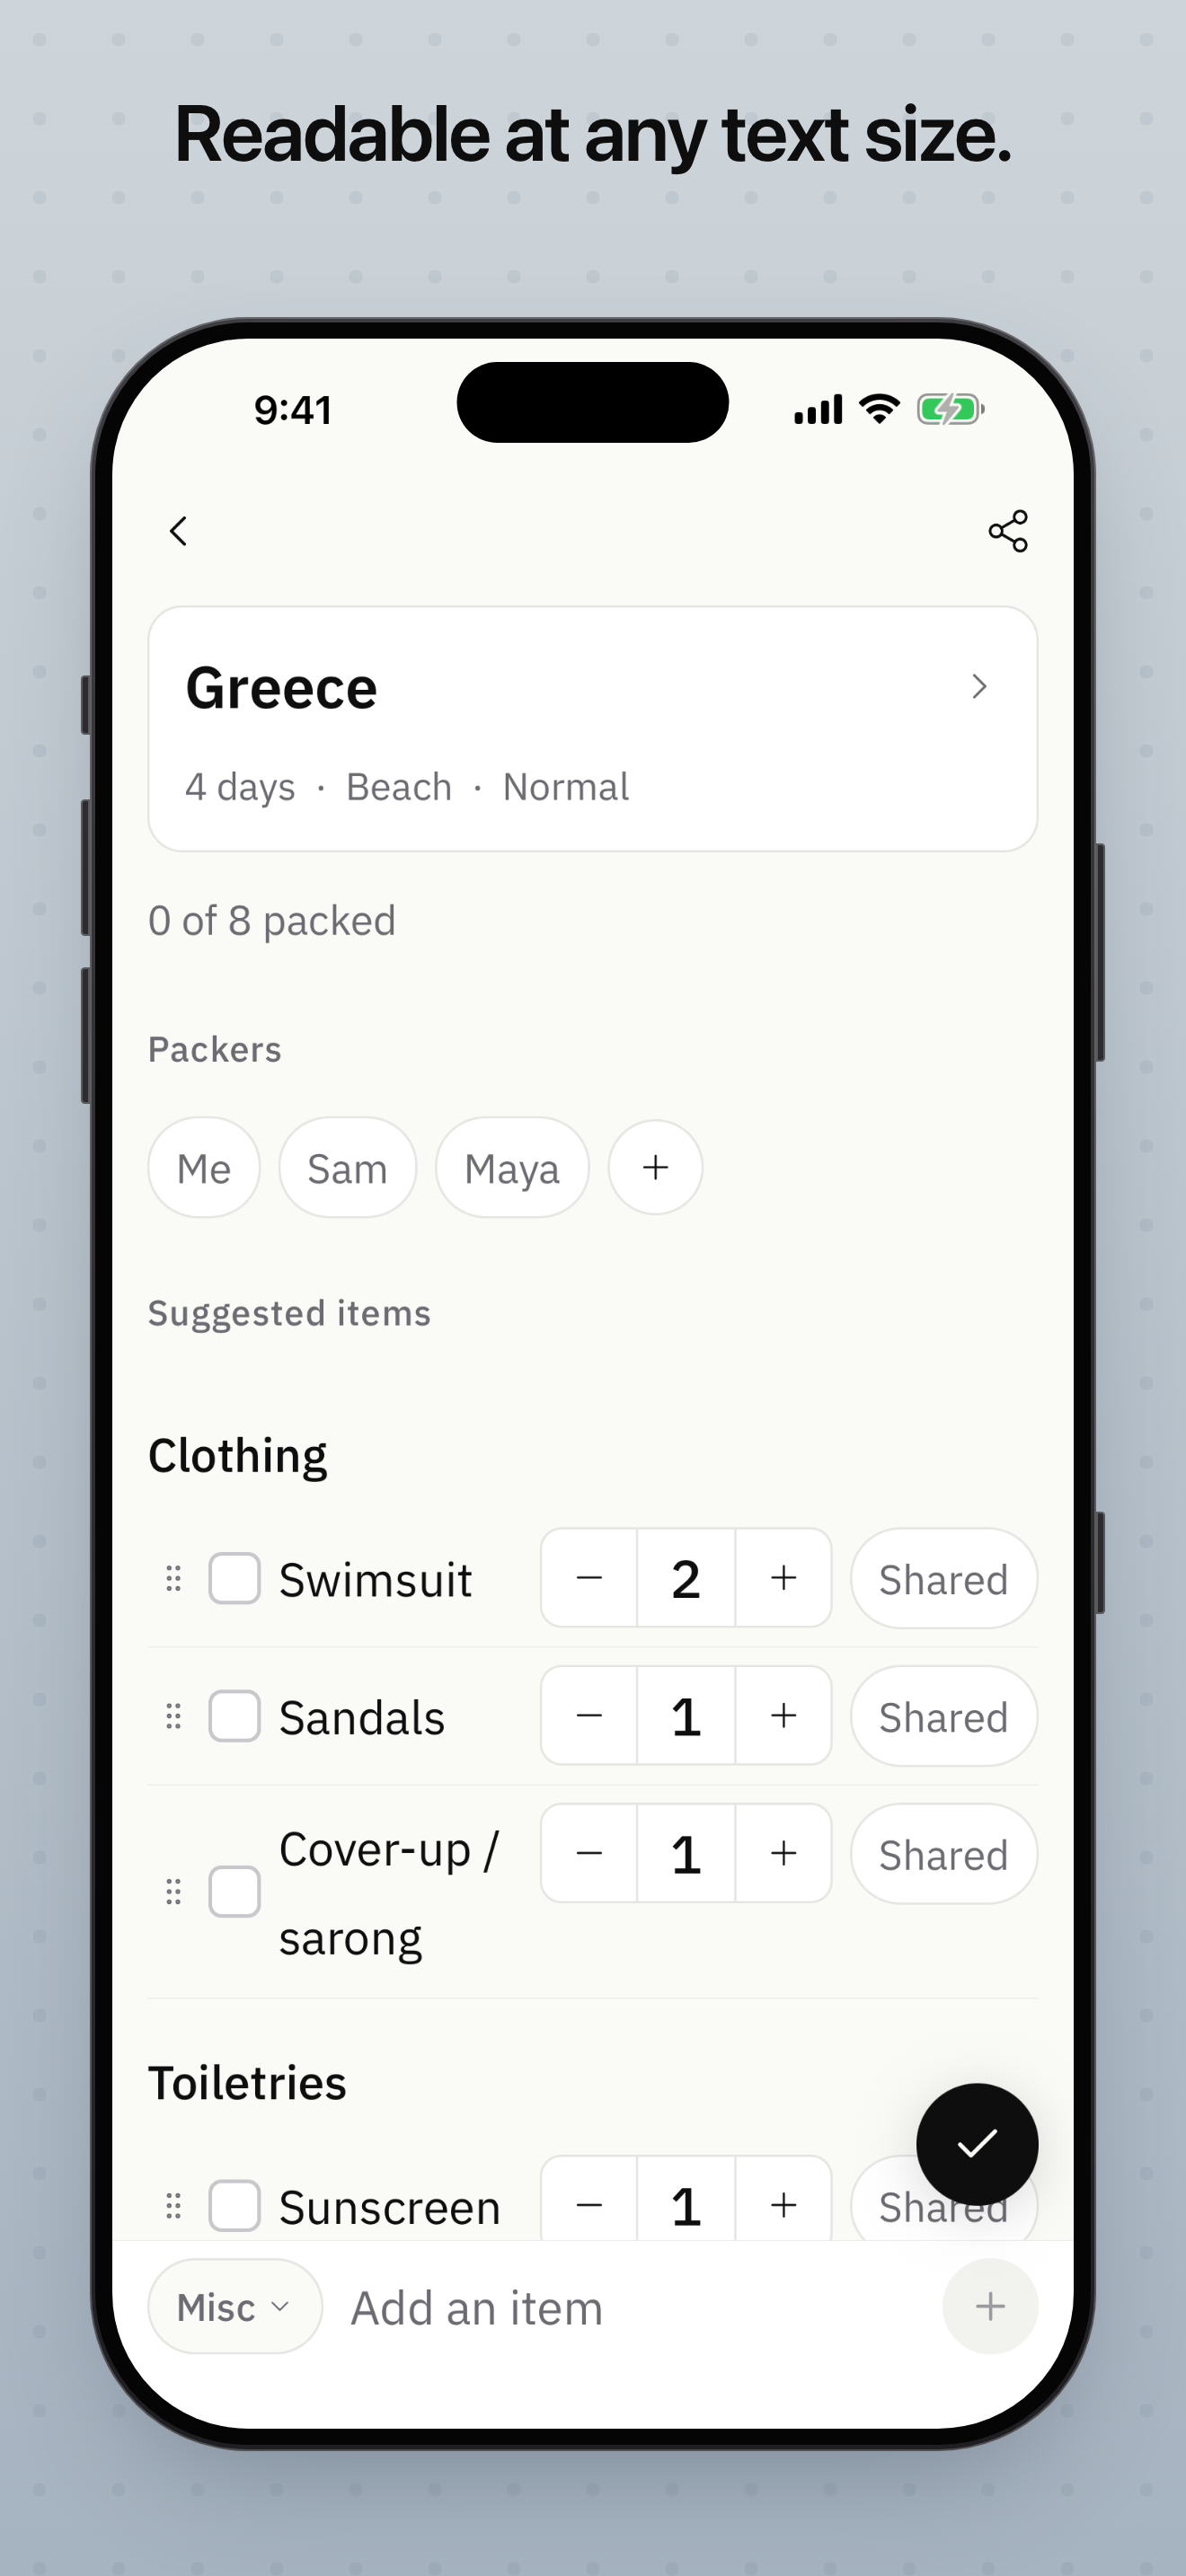 Readable at any text size.
9:41
Greece
4 days · Beach · Normal
0 of 8 packed
Packers
Me Sam Maya +
Suggested items
Clothing
Swimsuit − 2 + Shared
Sandals − 1 + Shared
Cover-up /
sarong − 1 + Shared
Toiletries
Sunscreen − 1 + Shared
Misc Add an item +